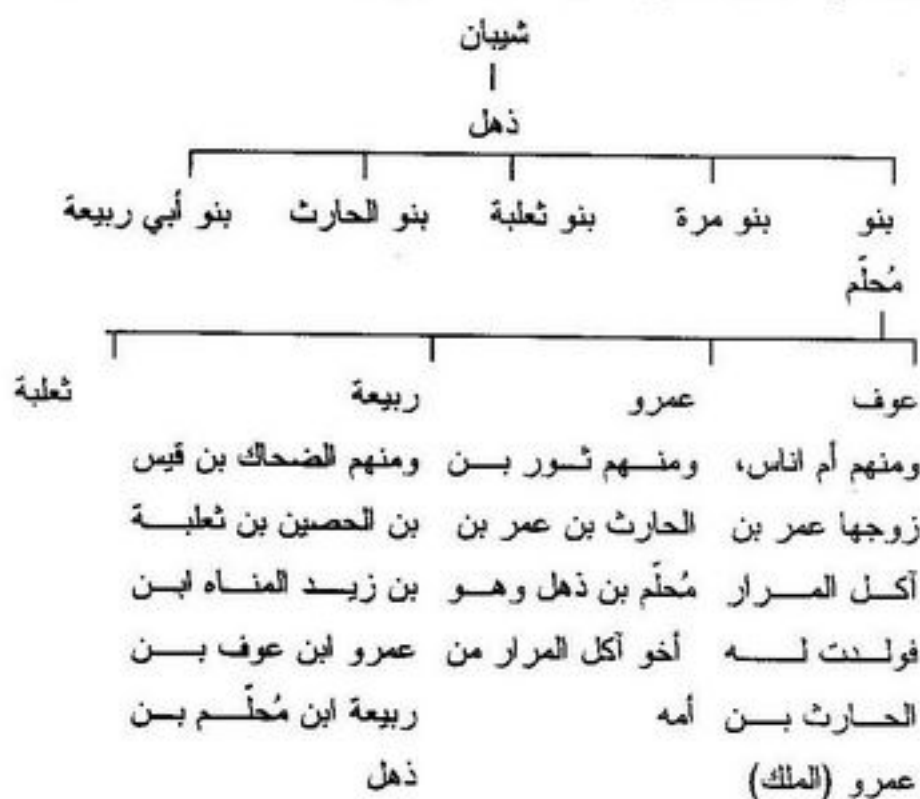 شيبان
ذهل
بنو بنو مرة بنو ثعلبة بنو الحارث بنو أبي ربيعة
مُحلّم
عوف عمرو ربيعة ثعلبة
ومنهم أم اناس،
زوجها عمر بن
آكل المرار
فولدت له
الحارث بن
عمرو (الملك)
ومنهم ثور بن
الحارث بن عمر بن
مُحلّم بن ذهل وهو
أخو آكل المرار من
أمه
ومنهم الضحاك بن قيس
بن الحصين بن ثعلبة
بن زيد المناه ابن
عمرو ابن عوف بن
ربيعة ابن مُحلّم بن
ذهل